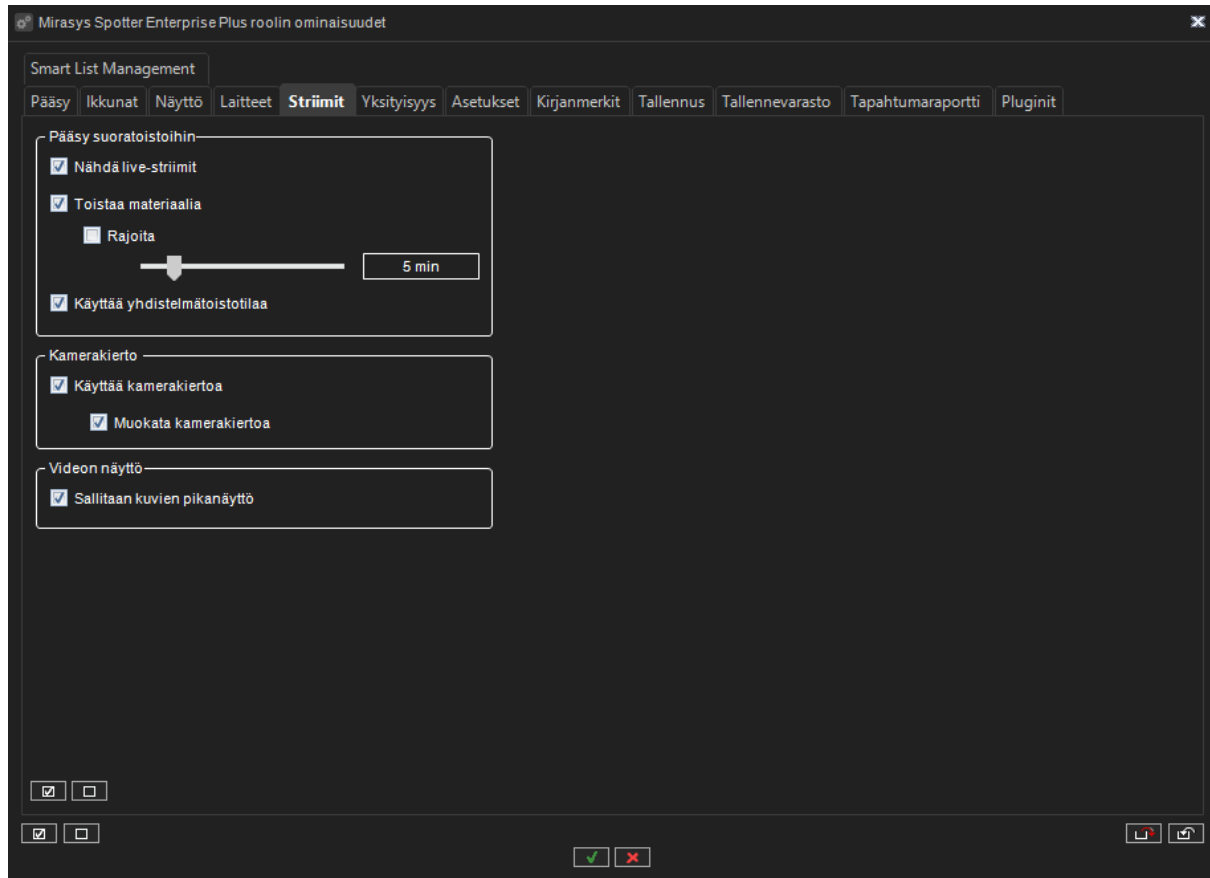 Mirasys Spotter Enterprise Plus roolin ominaisuudet
Smart List Management
Pääsy Ikkunat Näyttö Laitteet Striimit Yksityisyys Asetukset Kirjanmerkit Tallennus Tallennevarasto Tapahtumaraportti Pluginit
Pääsy suoratoistoihin
Nähdä live-striimit
Toistaa materiaalia
Rajoita
5 min
Käyttää yhdistelmätoistotilaa
Kamerakierto
Käyttää kamerakiertoa
Muokata kamerakiertoa
Videon näyttö
Sallitaan kuvien pikanäyttö